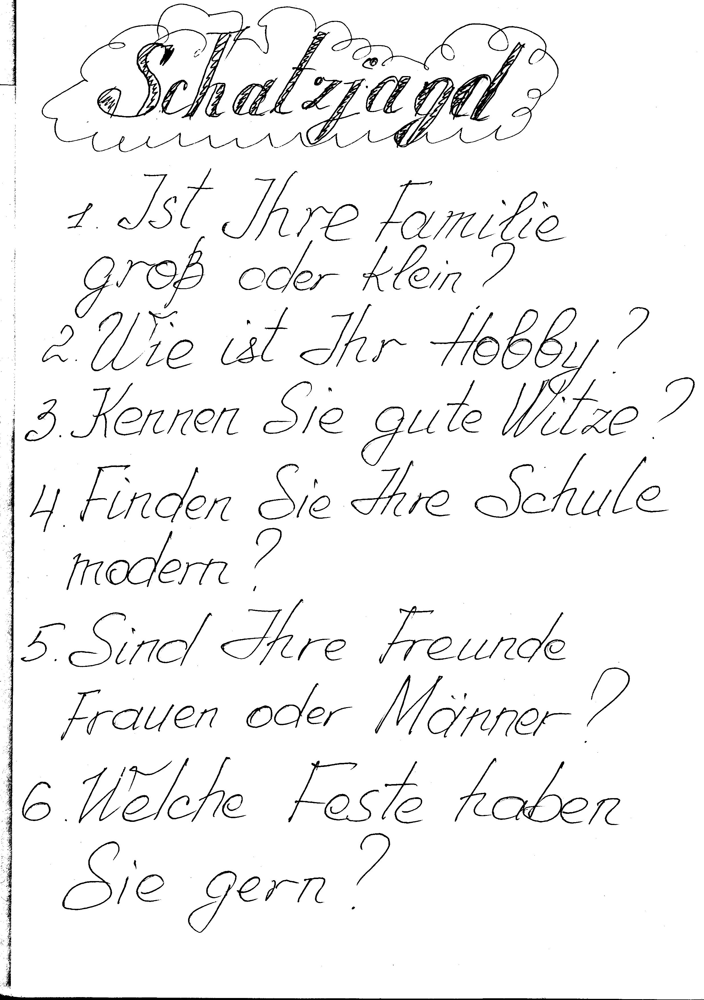 Schatzjagd
1. Ist Ihre Familie
groß oder klein?
2. Wie ist Ihr Hobby?
3. Kennen Sie gute Witze?
4. Finden Sie Ihre Schule
modern?
5. Sind Ihre Freunde
Frauen oder Männer?
6. Welche Feste haben
Sie gern?